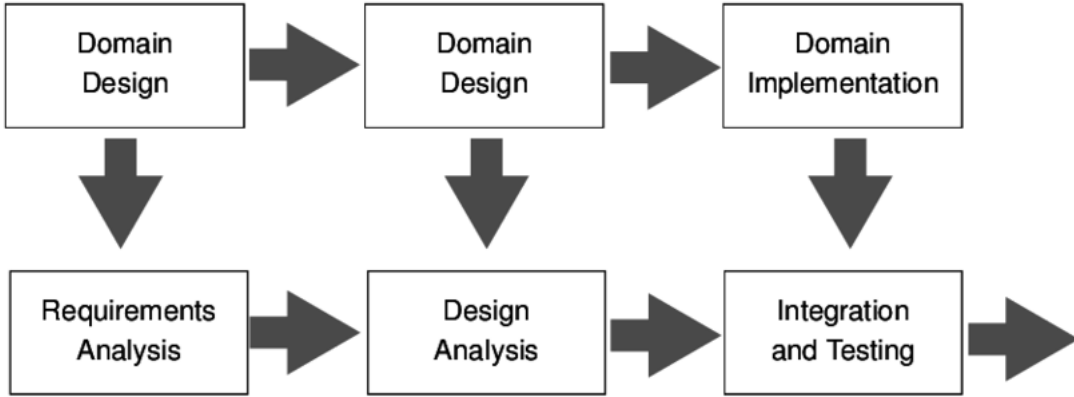 Domain
Design
Domain
Design
Domain
Implementation
Requirements
Analysis
Design
Analysis
Integration
and Testing